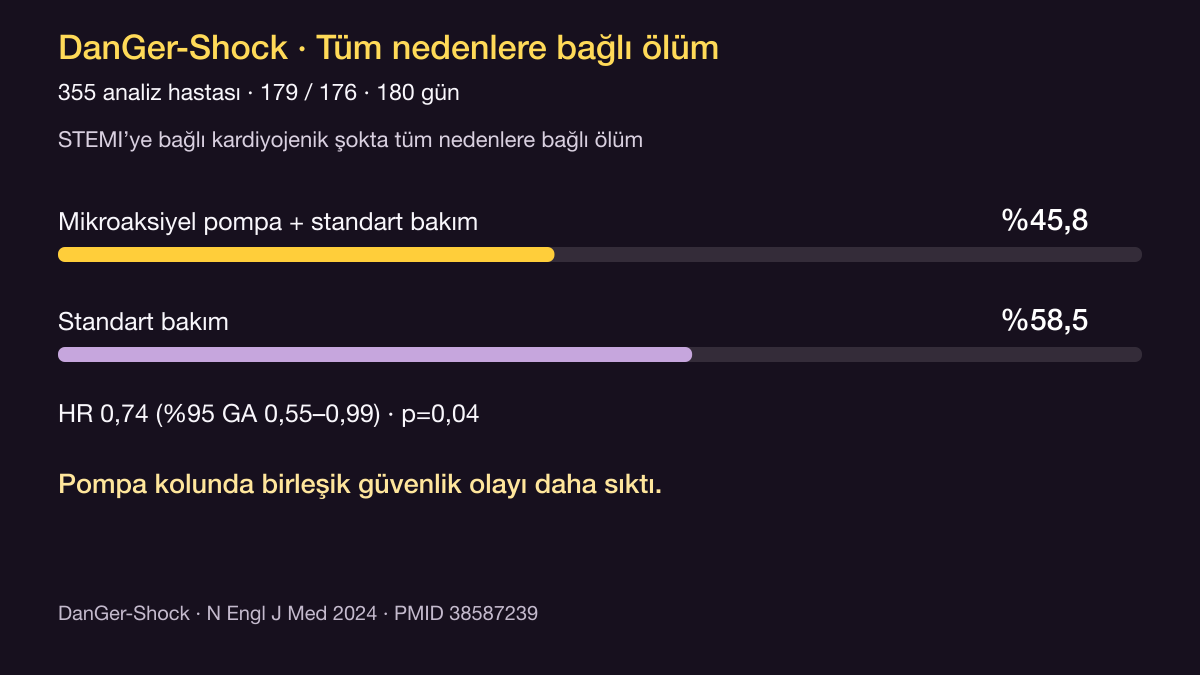 DanGer-Shock · Tüm nedenlere bağlı ölüm
355 analiz hastası · 179 / 176 · 180 gün
STEMI’ye bağlı kardiyojenik şokta tüm nedenlere bağlı ölüm
Mikroaksiyel pompa + standart bakım %45,8
Standart bakım %58,5
HR 0,74 (%95 GA 0,55–0,99) · p=0,04
Pompa kolunda birleşik güvenlik olayı daha sıktı.
DanGer-Shock · N Engl J Med 2024 · PMID 38587239